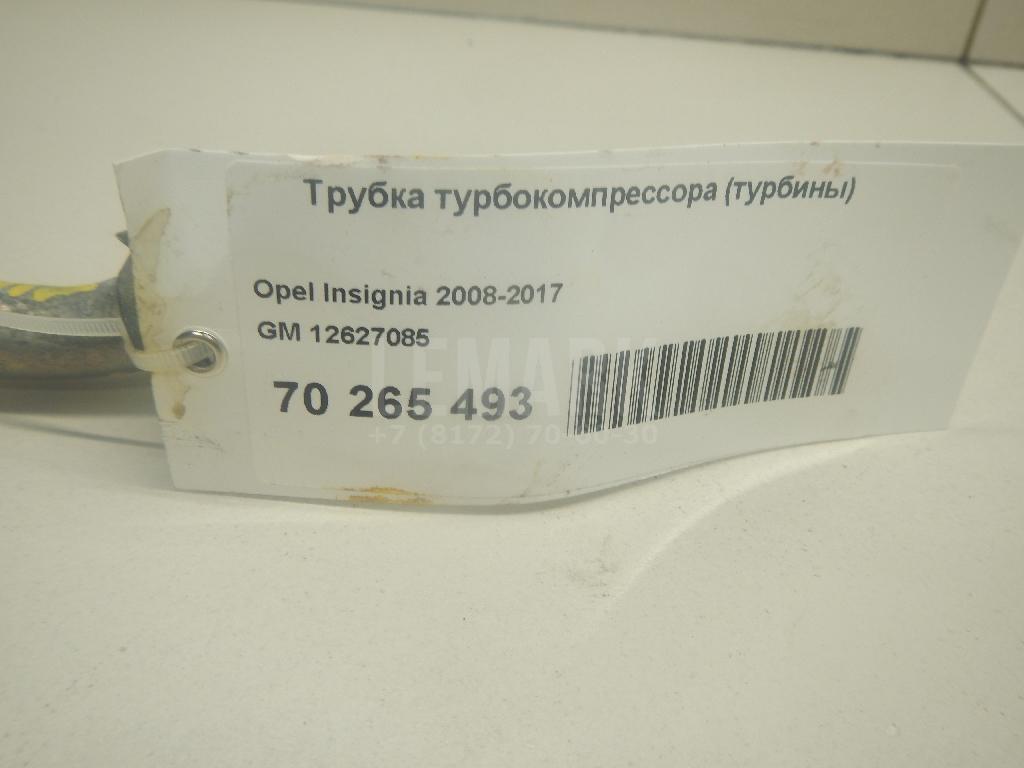 Трубка турбокомпрессора (турбины)
Opel Insignia 2008-2017
GM 12627085
70 265 493